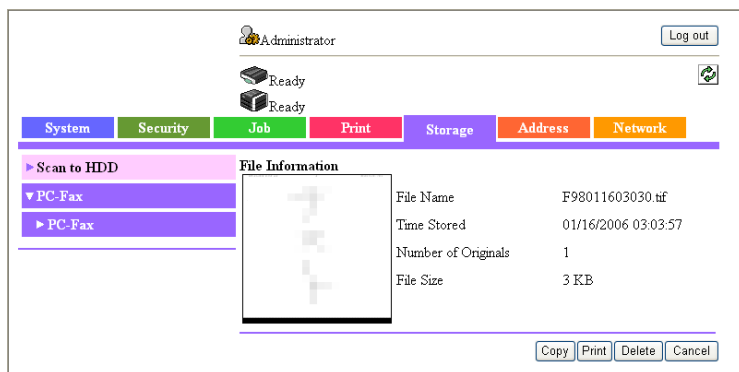 Administrator Log out
Ready
Ready
System Security Job Print Storage Address Network
Scan to HDD
PC-Fax
PC-Fax
File Information
File Name F98011603030.tif
Time Stored 01/16/2006 03:03:57
Number of Originals 1
File Size 3 KB
Copy Print Delete Cancel